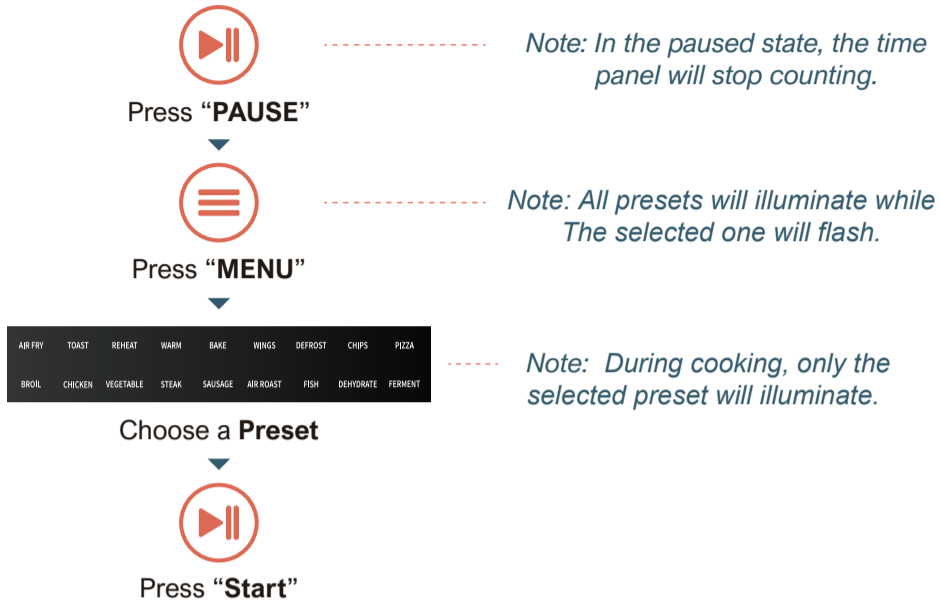 Note: In the paused state, the time
panel will stop counting.
Press “PAUSE”
Note: All presets will illuminate while
The selected one will flash.
Press “MENU”
AIR FRY TOAST REHEAT WARM BAKE WINGS DEFROST CHIPS PIZZA
BROIL CHICKEN VEGETABLE STEAK SAUSAGE AIR ROAST FISH DEHYDRATE FERMENT
Note: During cooking, only the
selected preset will illuminate.
Choose a Preset
Press “Start”